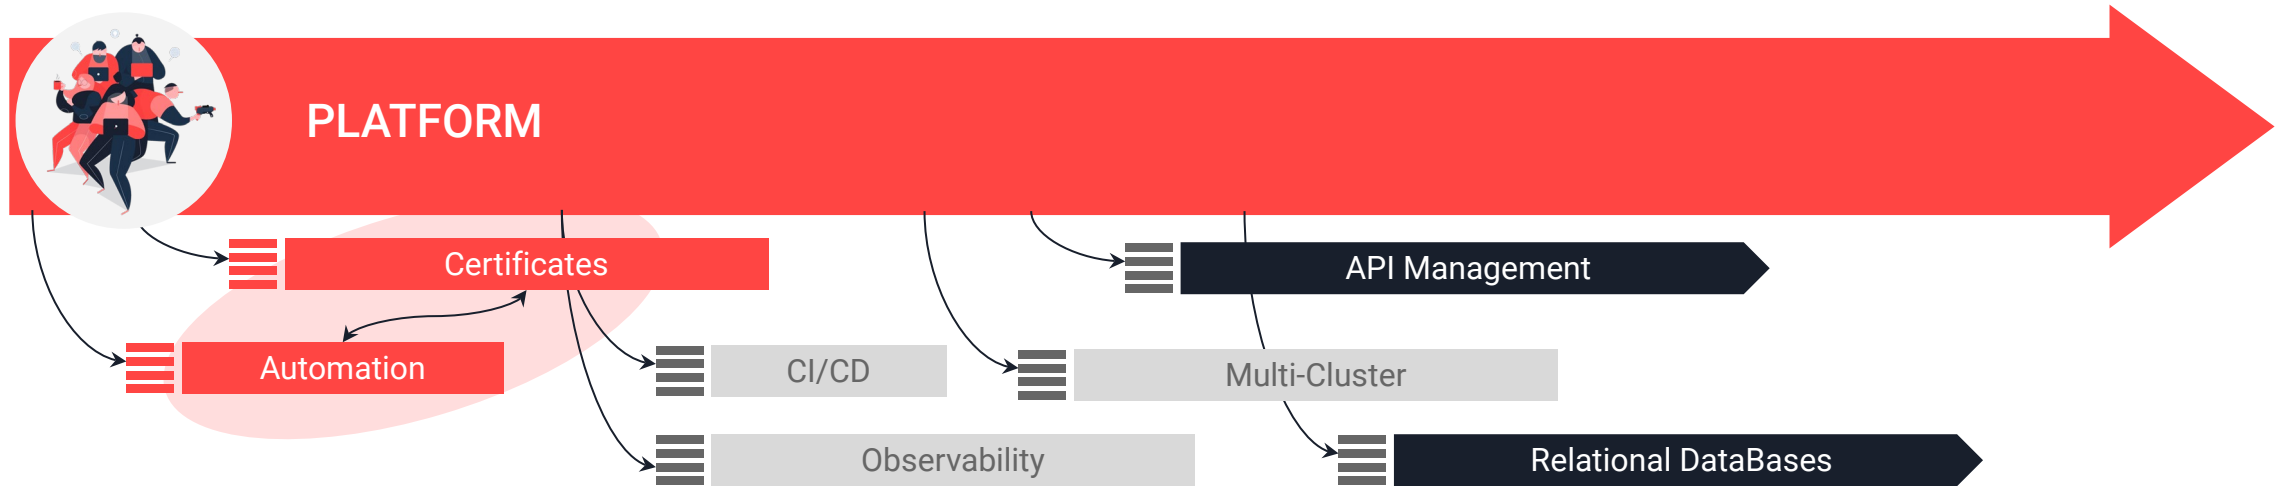 PLATFORM
Certificates
API Management
Automation
CI/CD
Multi-Cluster
Observability
Relational DataBases